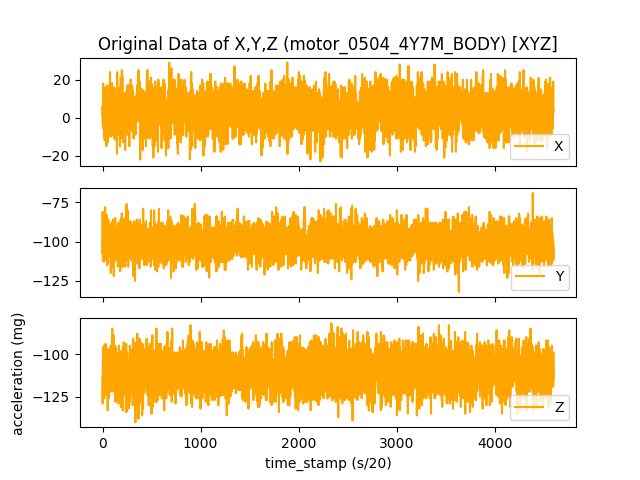 Original Data of X,Y,Z (motor_0504_4Y7M_BODY) [XYZ]
20
0
−20
X
−75
−100
−125
Y
−100
−125
Z
acceleration (mg)
0 1000 2000 3000 4000
time_stamp (s/20)